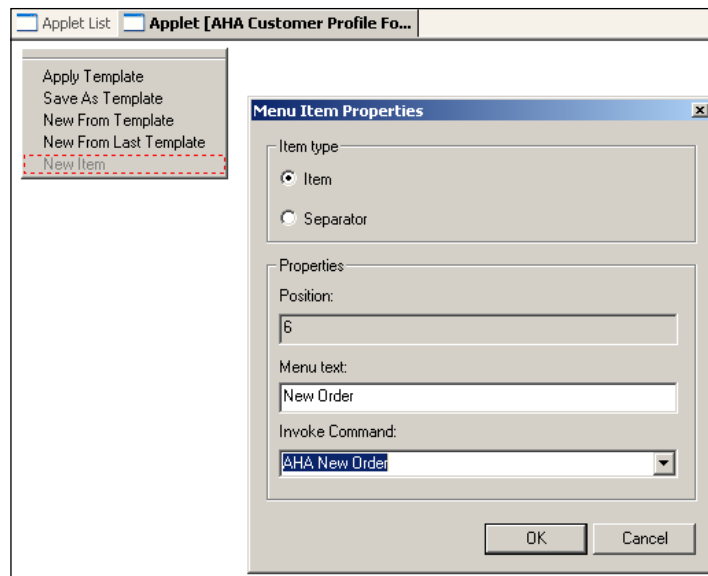 Applet List Applet [AHA Customer Profile Fo...
Apply Template
Save As Template
New From Template
New From Last Template
New Item
Menu Item Properties
Item type
Item
Separator
Properties
Position:
6
Menu text:
New Order
Invoke Command:
AHA New Order
OK Cancel